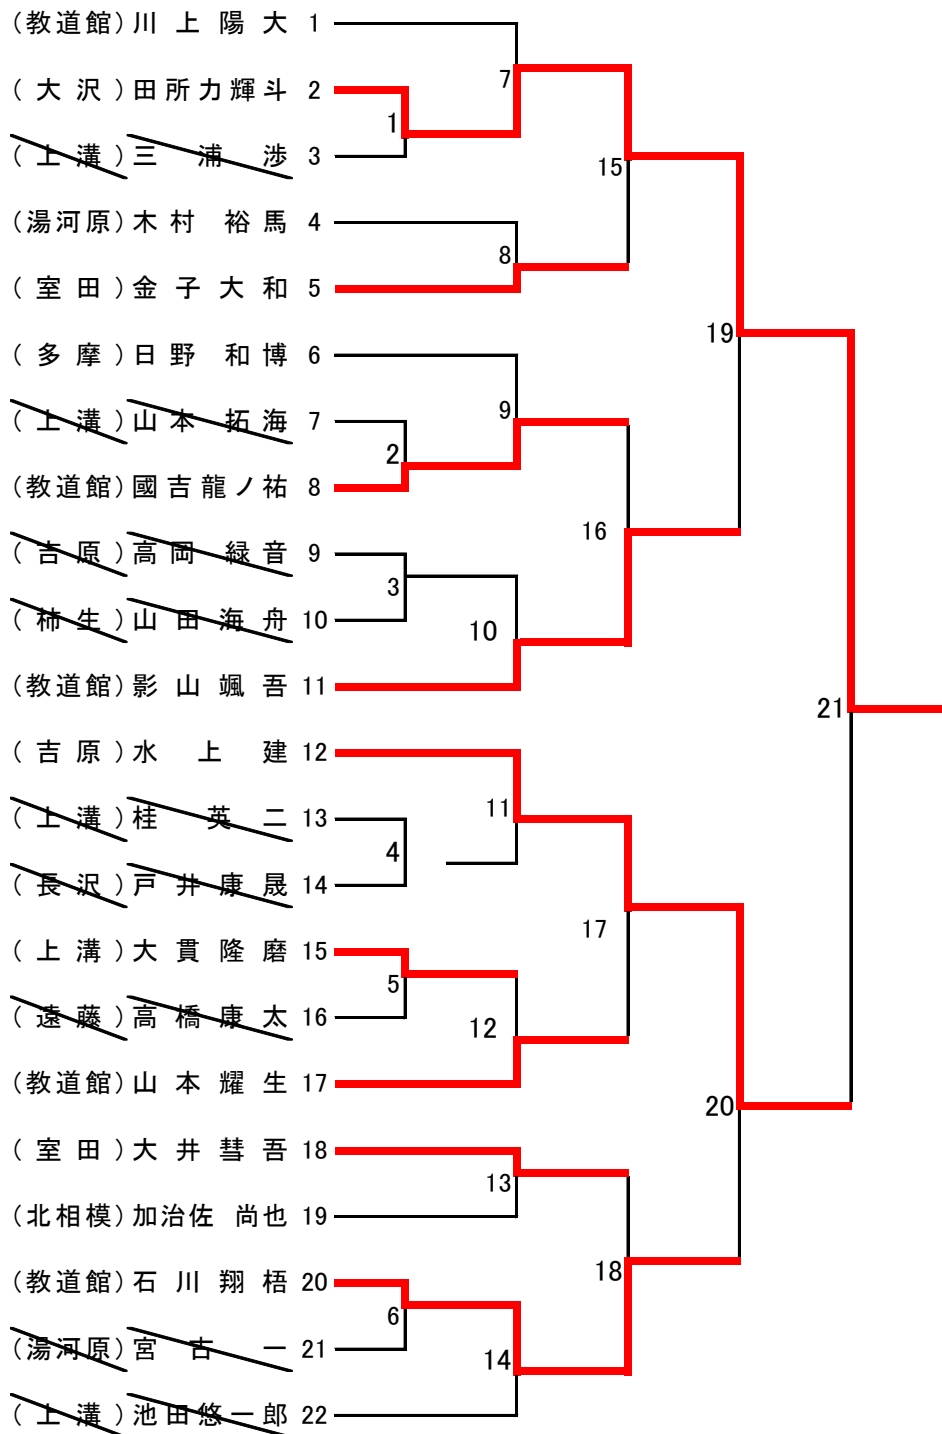 (教道館) 川上陽大 1
(大沢) 田所力輝斗 2
(上溝) 三浦渉 3
(湯河原) 木村裕馬 4
(室田) 金子大和 5
(多摩) 日野和博 6
(上溝) 山本拓海 7
(教道館) 國吉龍ノ祐 8
(吉原) 高岡緑音 9
(柿生) 山田海舟 10
(教道館) 影山颯吾 11
(吉原) 水上建 12
(上溝) 桂英二 13
(長沢) 戸井康晟 14
(上溝) 大貫隆磨 15
(遠藤) 高橋康太 16
(教道館) 山本耀生 17
(室田) 大井彗吾 18
(北相模) 加治佐尚也 19
(教道館) 石川翔梧 20
(湯河原) 宮古一 21
(上溝) 池田悠一郎 22
1
2
3
4
5
6
7
8
9
10
11
12
13
14
15
16
17
18
19
20
21